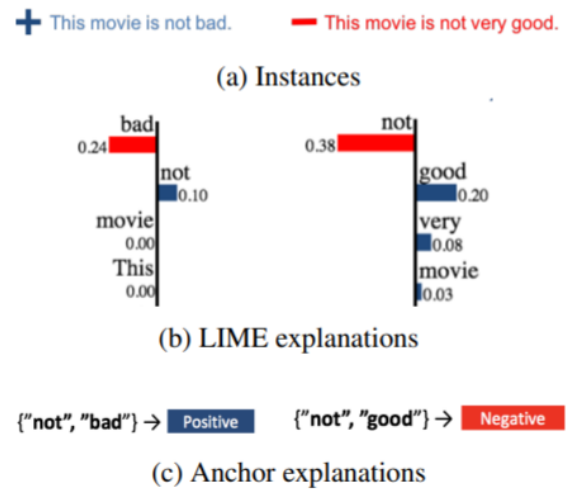 + This movie is not bad. − This movie is not very good.
(a) Instances
bad not
0.24 0.38
not good
0.10 0.20
movie very
0.00 0.08
This movie
0.00 0.03
(b) LIME explanations
{"not", "bad"} → Positive {"not", "good"} → Negative
(c) Anchor explanations